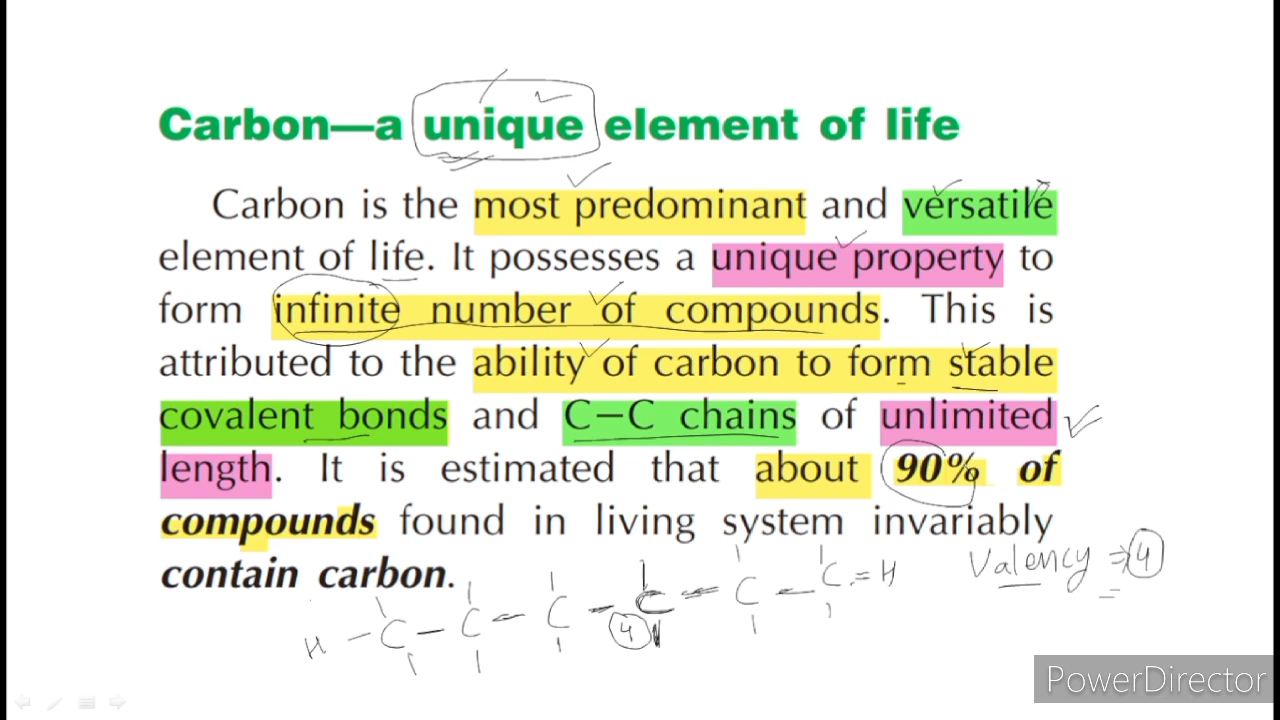 Carbon—a unique element of life
Carbon is the most predominant and versatile
element of life. It possesses a unique property to
form infinite number of compounds. This is
attributed to the ability of carbon to form stable
covalent bonds and C−C chains of unlimited
length. It is estimated that about 90% of
compounds found in living system invariably
contain carbon.
Valency ⇒ 4
H − C − C − C − C − C − C = H
4
PowerDirector